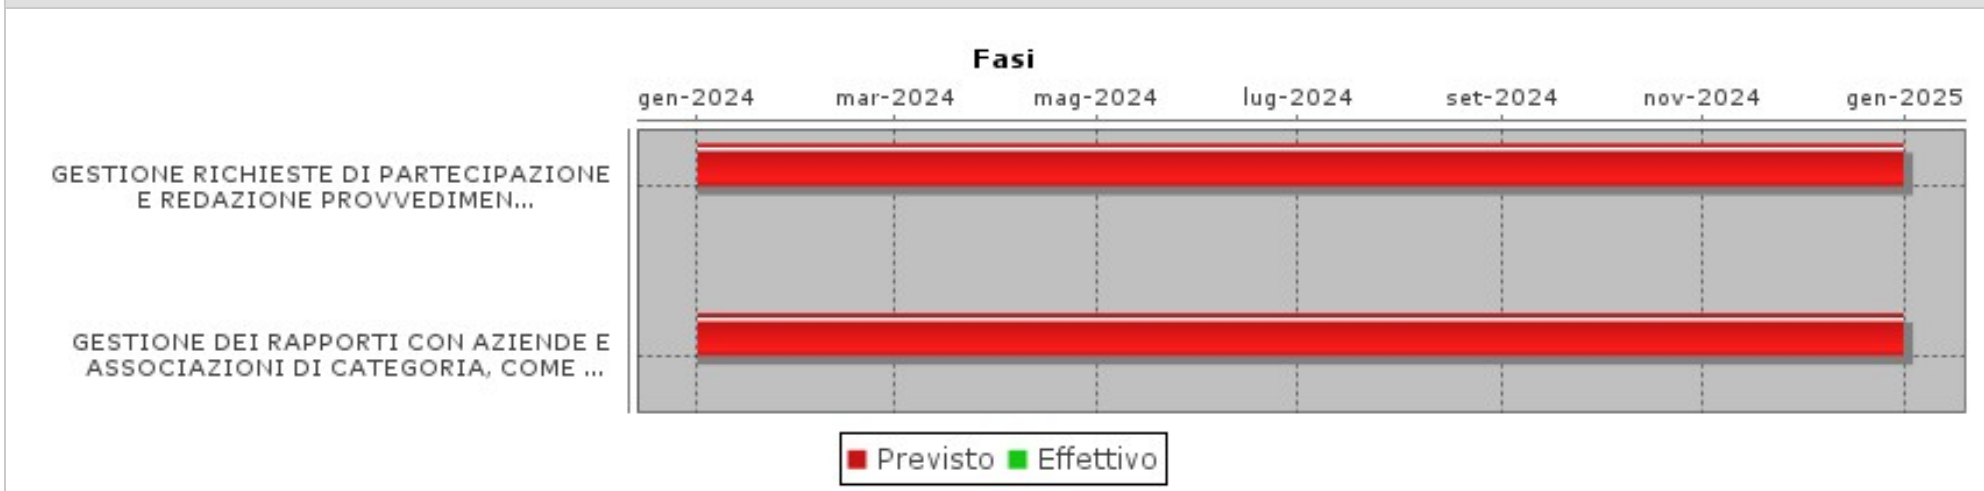 Fasi
gen-2024 mar-2024 mag-2024 lug-2024 set-2024 nov-2024 gen-2025
GESTIONE RICHIESTE DI PARTECIPAZIONE
E REDAZIONE PROVVEDIMEN...
GESTIONE DEI RAPPORTI CON AZIENDE E
ASSOCIAZIONI DI CATEGORIA, COME ...
Previsto Effettivo